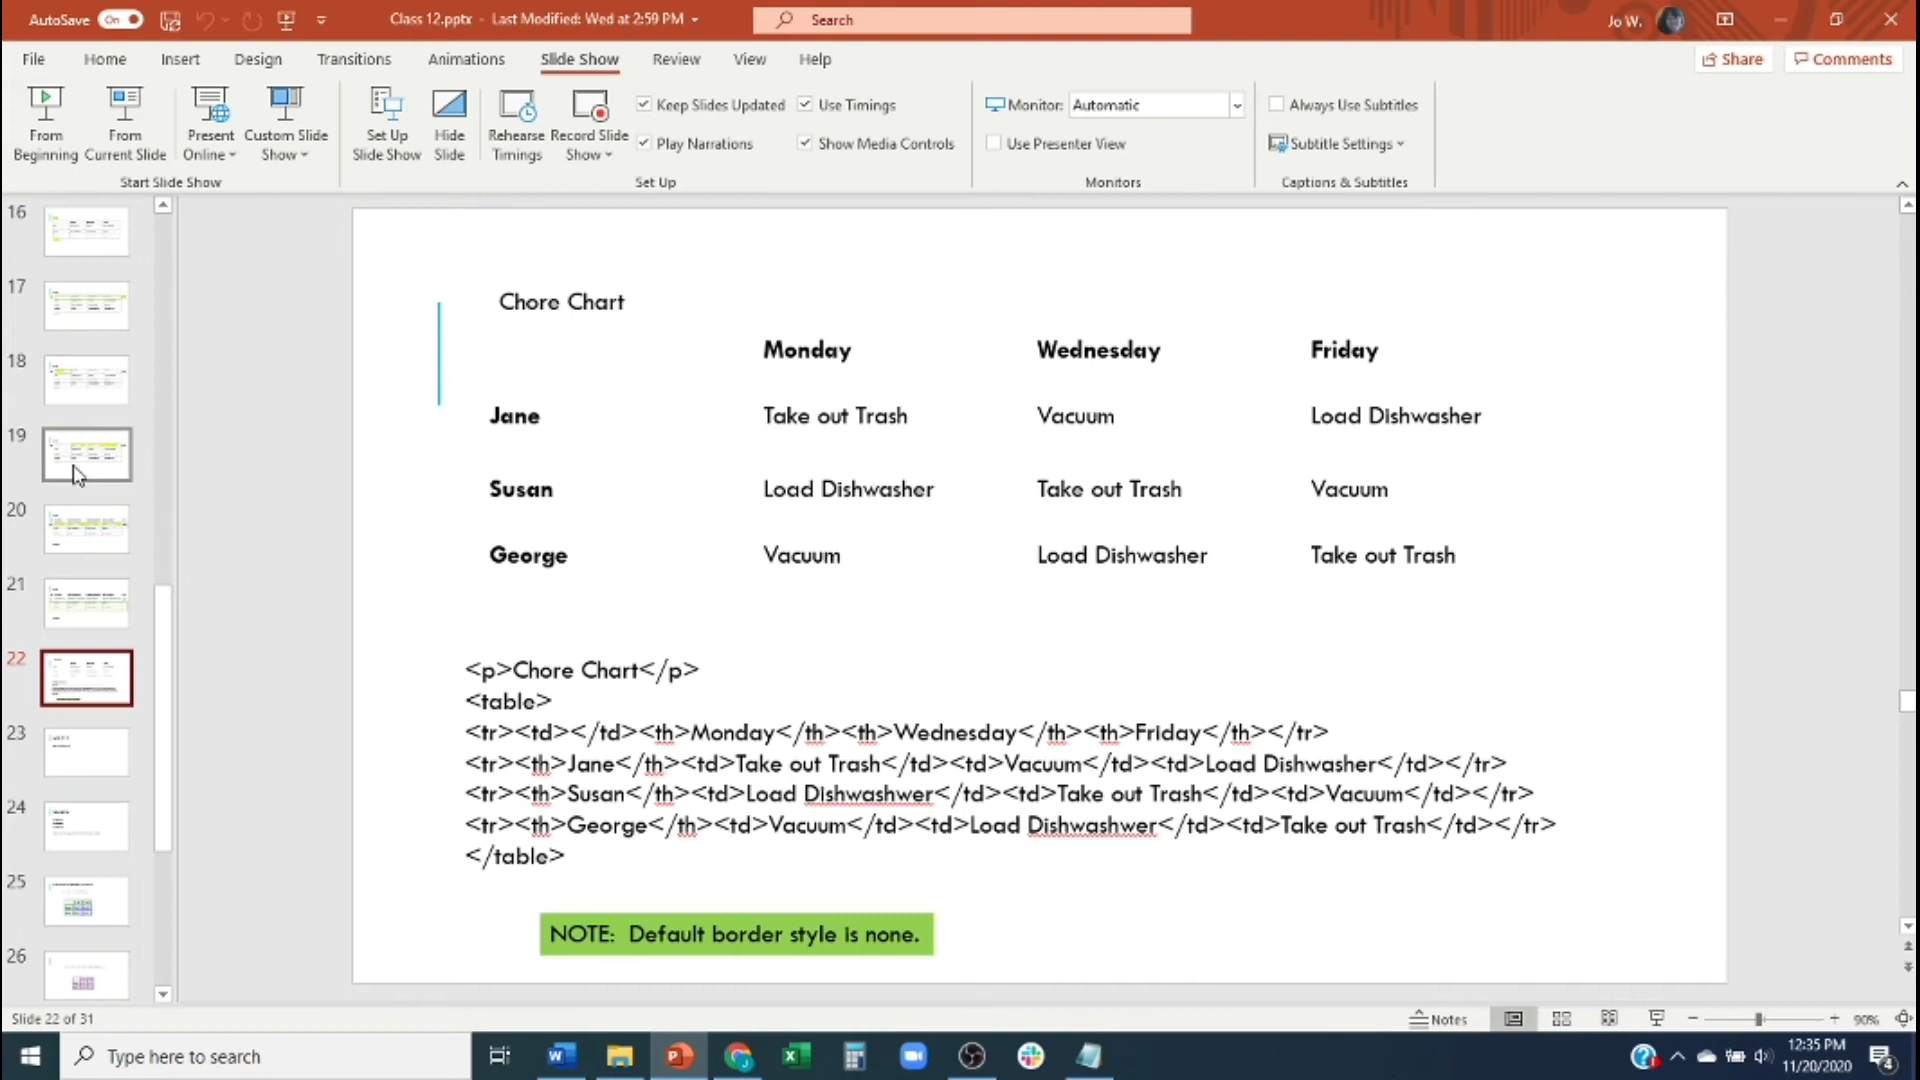 AutoSave On Class 12.pptx - Last Modified: Wed at 2:59 PM Search Jo W.
File Home Insert Design Transitions Animations Slide Show Review View Help Share Comments
From Beginning
From Current Slide
Present Online
Custom Slide Show
Set Up Slide Show
Hide Slide
Rehearse Timings
Record Slide Show
Keep Slides Updated
Play Narrations
Use Timings
Show Media Controls
Monitor: Automatic
Use Presenter View
Always Use Subtitles
Subtitle Settings
Start Slide Show Set Up Monitors Captions & Subtitles
16
17
18
19
20
21
22
23
24
25
26
Chore Chart
Monday Wednesday Friday
Jane Take out Trash Vacuum Load Dishwasher
Susan Load Dishwasher Take out Trash Vacuum
George Vacuum Load Dishwasher Take out Trash
<p>Chore Chart</p>
<table>
<tr><td></td><th>Monday</th><th>Wednesday</th><th>Friday</th></tr>
<tr><th>Jane</th><td>Take out Trash</td><td>Vacuum</td><td>Load Dishwasher</td></tr>
<tr><th>Susan</th><td>Load Dishwashwer</td><td>Take out Trash</td><td>Vacuum</td></tr>
<tr><th>George</th><td>Vacuum</td><td>Load Dishwashwer</td><td>Take out Trash</td></tr>
</table>
NOTE: Default border style is none.
Slide 22 of 31 Notes 90%
Type here to search
12:35 PM
11/20/2020
4